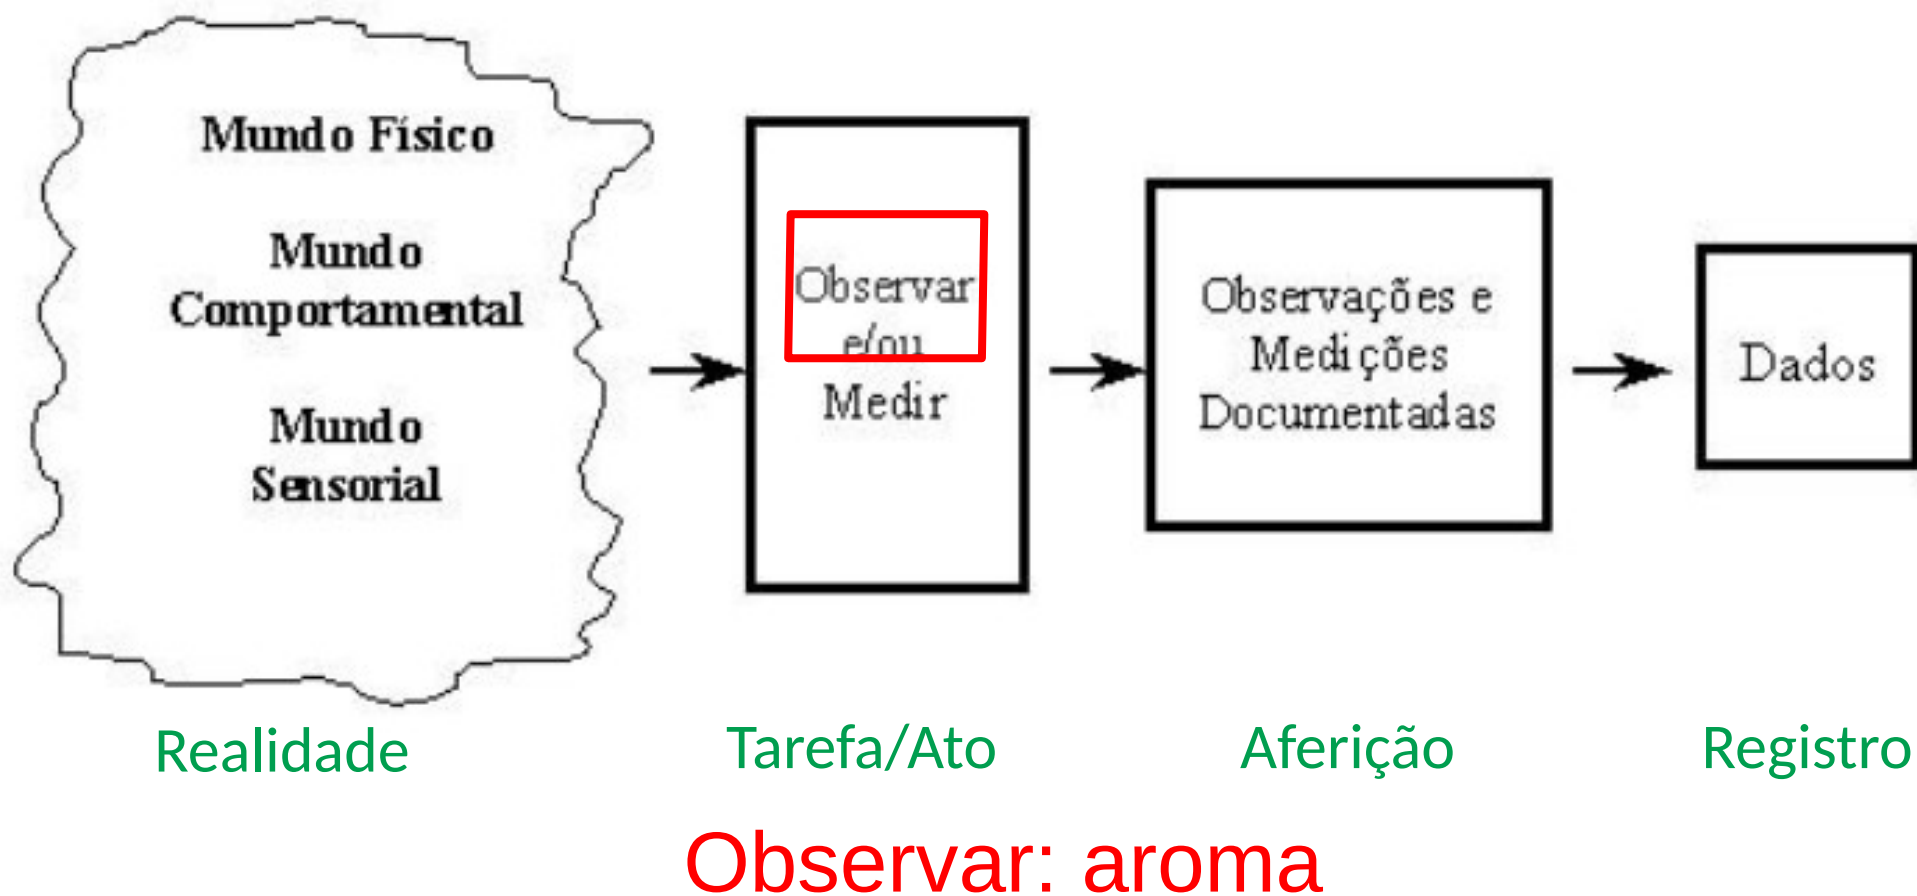 Mundo Físico
Mundo
Comportamental
Mundo
Sensorial
Observar
e/ou
Medir
Observações e
Medições
Documentadas
Dados
Realidade
Tarefa/Ato
Aferição
Registro
Observar: aroma